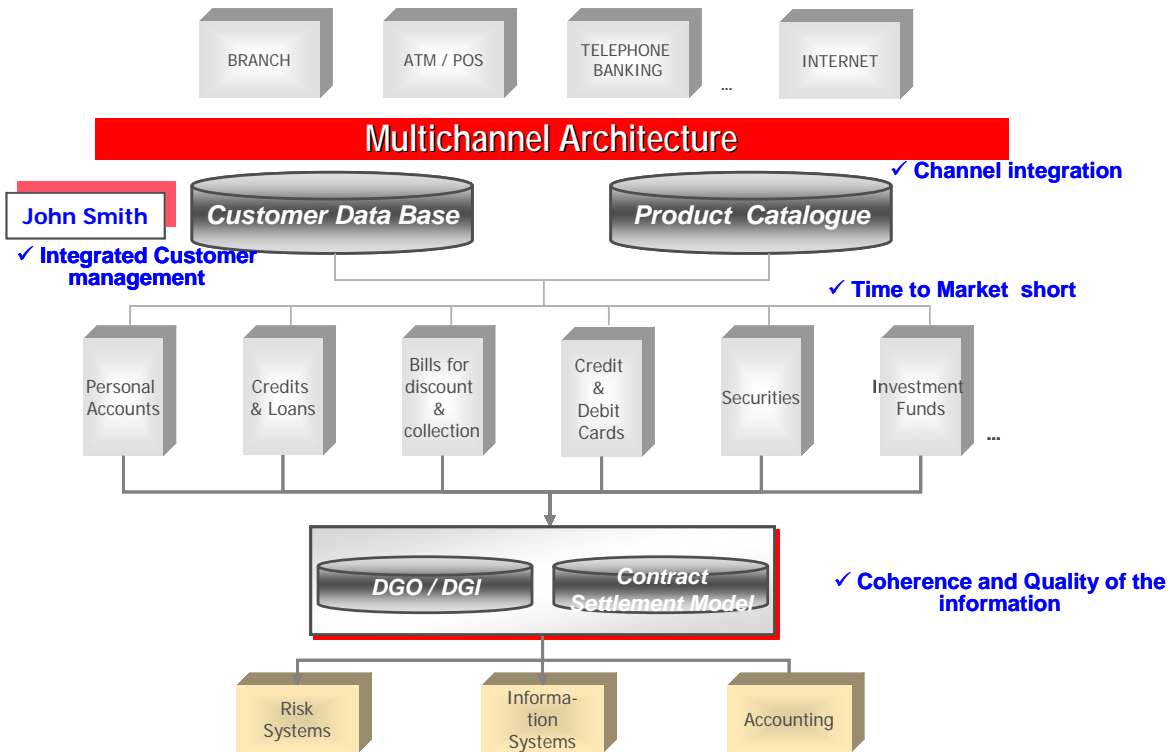 BRANCH
ATM / POS
TELEPHONE
BANKING
...
INTERNET
Multichannel Architecture
✓ Channel integration
John Smith
Customer Data Base
Product Catalogue
✓ Integrated Customer
management
✓ Time to Market short
Personal
Accounts
Credits
& Loans
Bills for
discount
&
collection
Credit
&
Debit
Cards
Securities
Investment
Funds
...
DGO / DGI
Contract
Settlement Model
✓ Coherence and Quality of the
information
Risk
Systems
Informa-
tion
Systems
Accounting